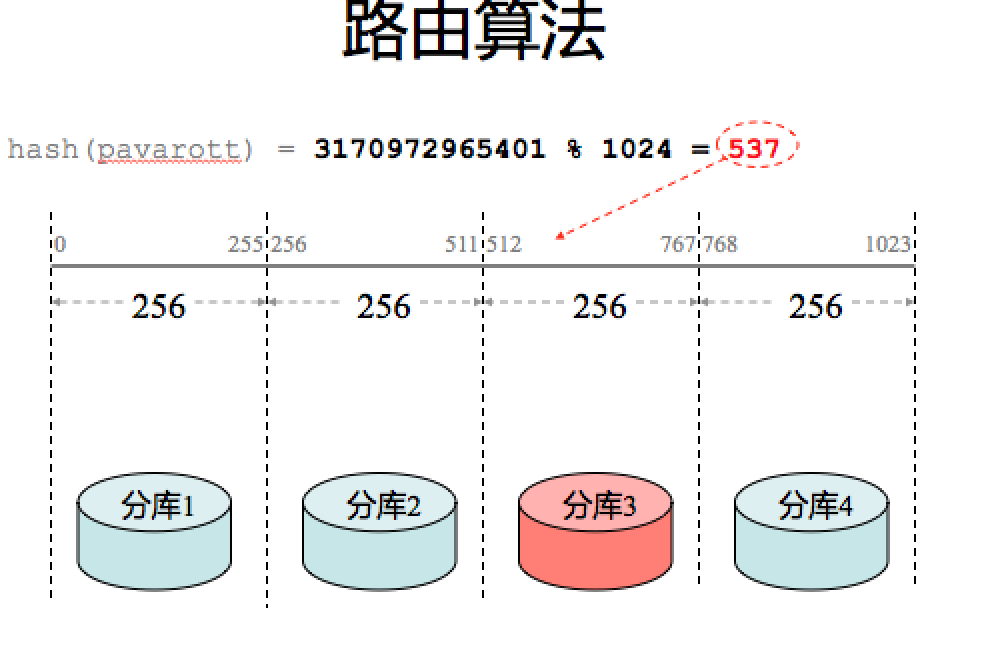 路由算法
hash(pavarott) = 3170972965401 % 1024 = 537
0 255 256 511 512 767 768 1023
256 256 256 256
分库1 分库2 分库3 分库4